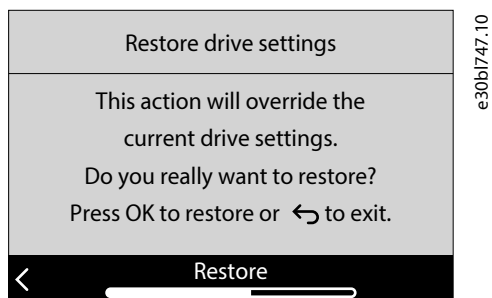 Restore drive settings
This action will override the
current drive settings.
Do you really want to restore?
Press OK to restore or ↩ to exit.
Restore
e30bl747.10